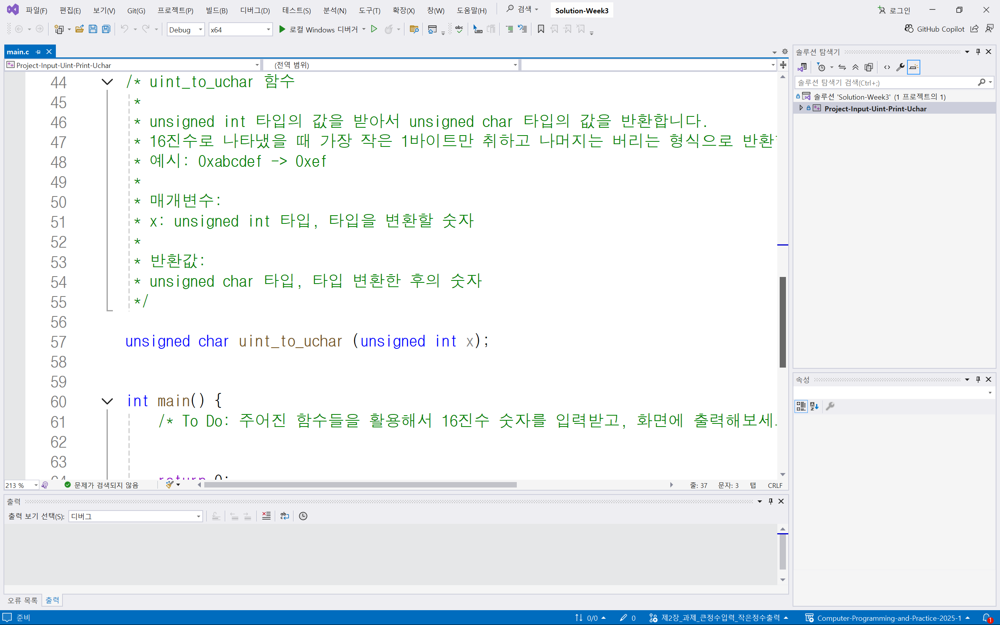 파일(F) 편집(E) 보기(V) Git(G) 프로젝트(P) 빌드(B) 디버그(D) 테스트(S) 분석(N) 도구(T) 확장(X) 창(W) 도움말(H) 검색 Solution-Week3 로그인
Debug x64 로컬 Windows 디버거 GitHub Copilot
main.c
Project-Input-Uint-Print-Uchar (전역 범위)
44 /* uint_to_uchar 함수
45 *
46 * unsigned int 타입의 값을 받아서 unsigned char 타입의 값을 반환합니다.
47 * 16진수로 나타냈을 때 가장 작은 1바이트만 취하고 나머지는 버리는 형식으로 반환
48 * 예시: 0xabcdef -> 0xef
49 *
50 * 매개변수:
51 * x: unsigned int 타입, 타입을 변환할 숫자
52 *
53 * 반환값:
54 * unsigned char 타입, 타입 변환한 후의 숫자
55 */
56
57 unsigned char uint_to_uchar (unsigned int x);
58
59
60 int main() {
61 /* To Do: 주어진 함수들을 활용해서 16진수 숫자를 입력받고, 화면에 출력해보세
62
63
64 return 0;
213 % 문제가 검색되지 않음 줄: 37 문자: 3 탭 CRLF
출력
출력 보기 선택(S): 디버그
오류 목록 출력
솔루션 탐색기
솔루션 탐색기 검색(Ctrl+;)
솔루션 'Solution-Week3' (1 프로젝트의 1)
Project-Input-Uint-Print-Uchar
속성
준비 0/0 0 제2장_과제_큰정수입력_작은정수출력 Computer-Programming-and-Practice-2025-1 1